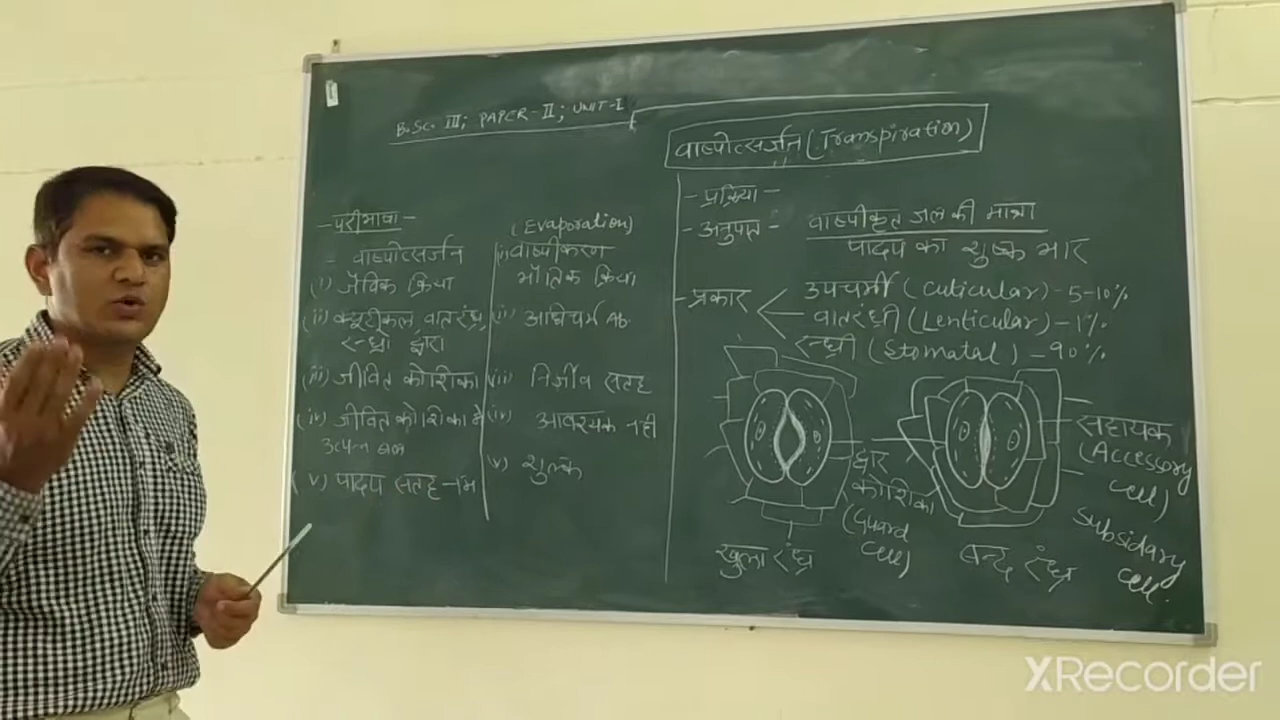 B.Sc. III; PAPER-II; UNIT-I
वाष्पोत्सर्जन (Transpiration)
- परिभाषा -
- वाष्पोत्सर्जन
(i) जैविक क्रिया
(ii) क्यूटीकल, वातरंध्र,
रन्ध्रों द्वारा
(iii) जीवित कोशिका
(iv) जीवित कोशिका में
उत्पन्न बल
(v) पादप सतह-नम
(Evaporation)
(i) वाष्पीकरण
भौतिक क्रिया
(ii) अधिचर्म Ab.
(iii) निर्जीव सतह
(iv) आवश्यक नहीं
(v) शुल्क
- प्रक्रिया -
- अनुपात - वाष्पीकृत जल की मात्रा
पादप का शुष्क भार
- प्रकार
उपचर्मी (Cuticular) - 5-10%
वातरंध्री (Lenticular) - 1%
रन्ध्री (Stomatal) - 90%
द्वार
कोशिका
(Guard
cell)
सहायक
(Accessory
cell)
Subsidary
cell.
खुला रंध्र
बन्द रंध्र
XRecorder